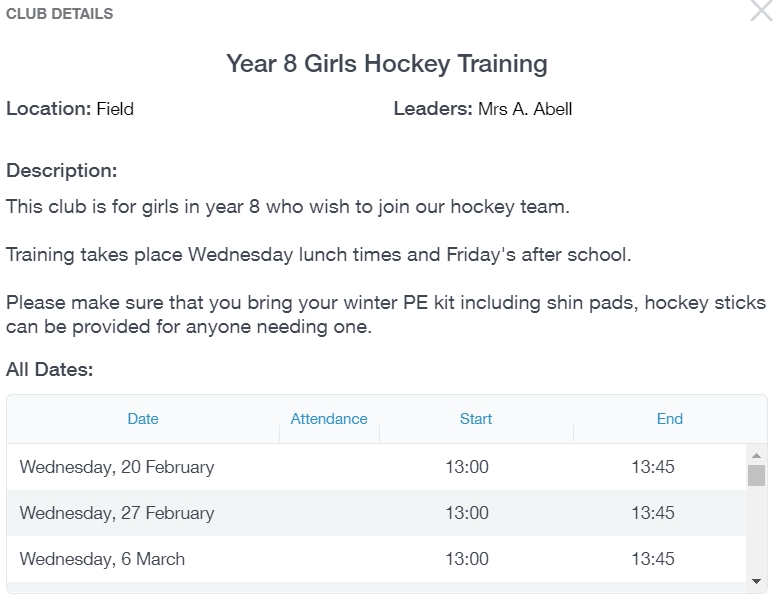 CLUB DETAILS
Year 8 Girls Hockey Training
Location: Field Leaders: Mrs A. Abell
Description:
This club is for girls in year 8 who wish to join our hockey team.
Training takes place Wednesday lunch times and Friday's after school.
Please make sure that you bring your winter PE kit including shin pads, hockey sticks
can be provided for anyone needing one.
All Dates:
Date Attendance Start End
Wednesday, 20 February 13:00 13:45
Wednesday, 27 February 13:00 13:45
Wednesday, 6 March 13:00 13:45